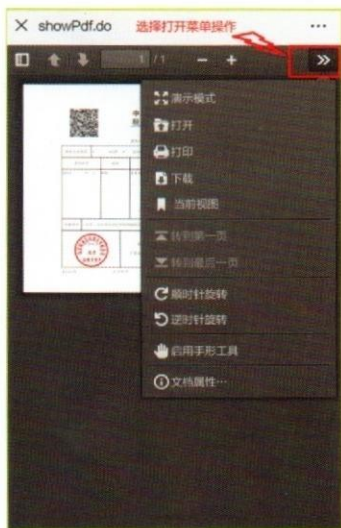 showPdf.do 选择打开菜单操作
1 / 1
演示模式
打开
打印
下载
当前视图
转到第一页
转到最后一页
顺时针旋转
逆时针旋转
启用手形工具
文档属性…